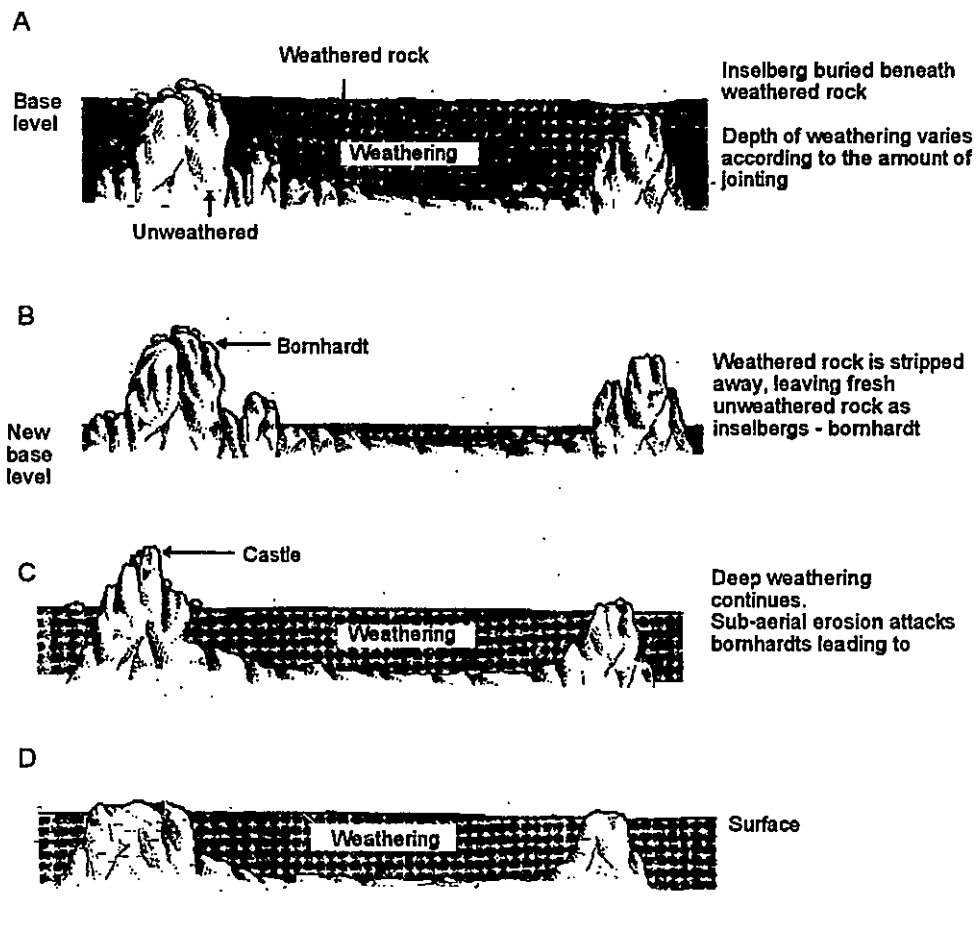 A
Weathered rock
Base
level
Weathering
Unweathered
Inselberg buried beneath
weathered rock
Depth of weathering varies
according to the amount of
jointing
B
Bornhardt
New
base
level
Weathered rock is stripped
away, leaving fresh
unweathered rock as
inselbergs - bornhardt
C
Castle
Weathering
Deep weathering
continues.
Sub-aerial erosion attacks
bornhardts leading to
D
Weathering
Surface